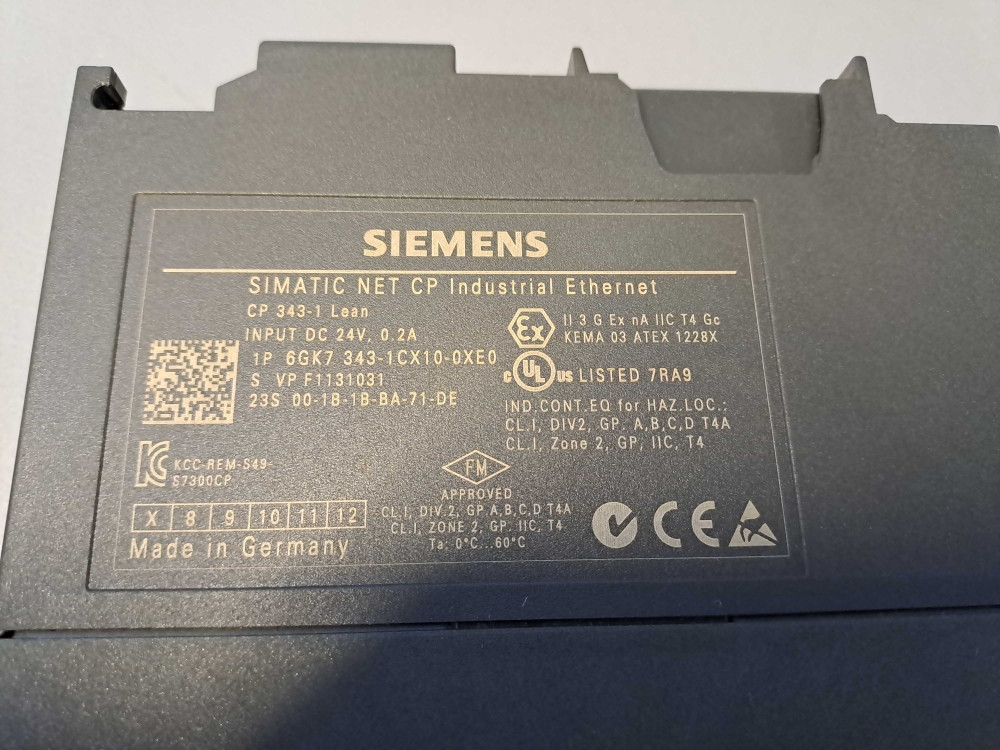 SIEMENS
SIMATIC NET CP Industrial Ethernet
CP 343-1 Lean
INPUT DC 24V, 0.2A
1P 6GK7 343-1CX10-0XE0
S VP F1131031
23S 00-1B-1B-BA-71-DE
Ex II 3 G Ex nA IIC T4 Gc
KEMA 03 ATEX 1228X
c UL us LISTED 7RA9
IND.CONT.EQ for HAZ.LOC.:
CL.I, DIV2, GP. A,B,C,D T4A
CL.I, Zone 2, GP, IIC, T4
KCC-REM-S49-
S7300CP
FM
APPROVED
CL.I, DIV 2, GP A,B,C,D T4A
CL.I, ZONE 2, GP. IIC, T4
Ta: 0°C...60°C
X 8 9 10 11 12
Made in Germany
CE